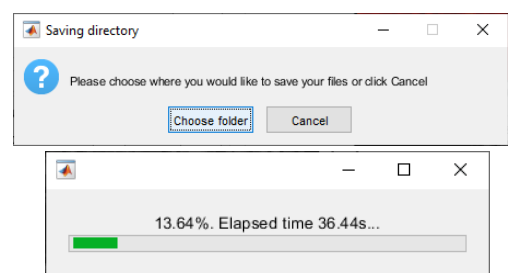 Saving directory
Please choose where you would like to save your files or click Cancel
Choose folder Cancel
13.64%. Elapsed time 36.44s...